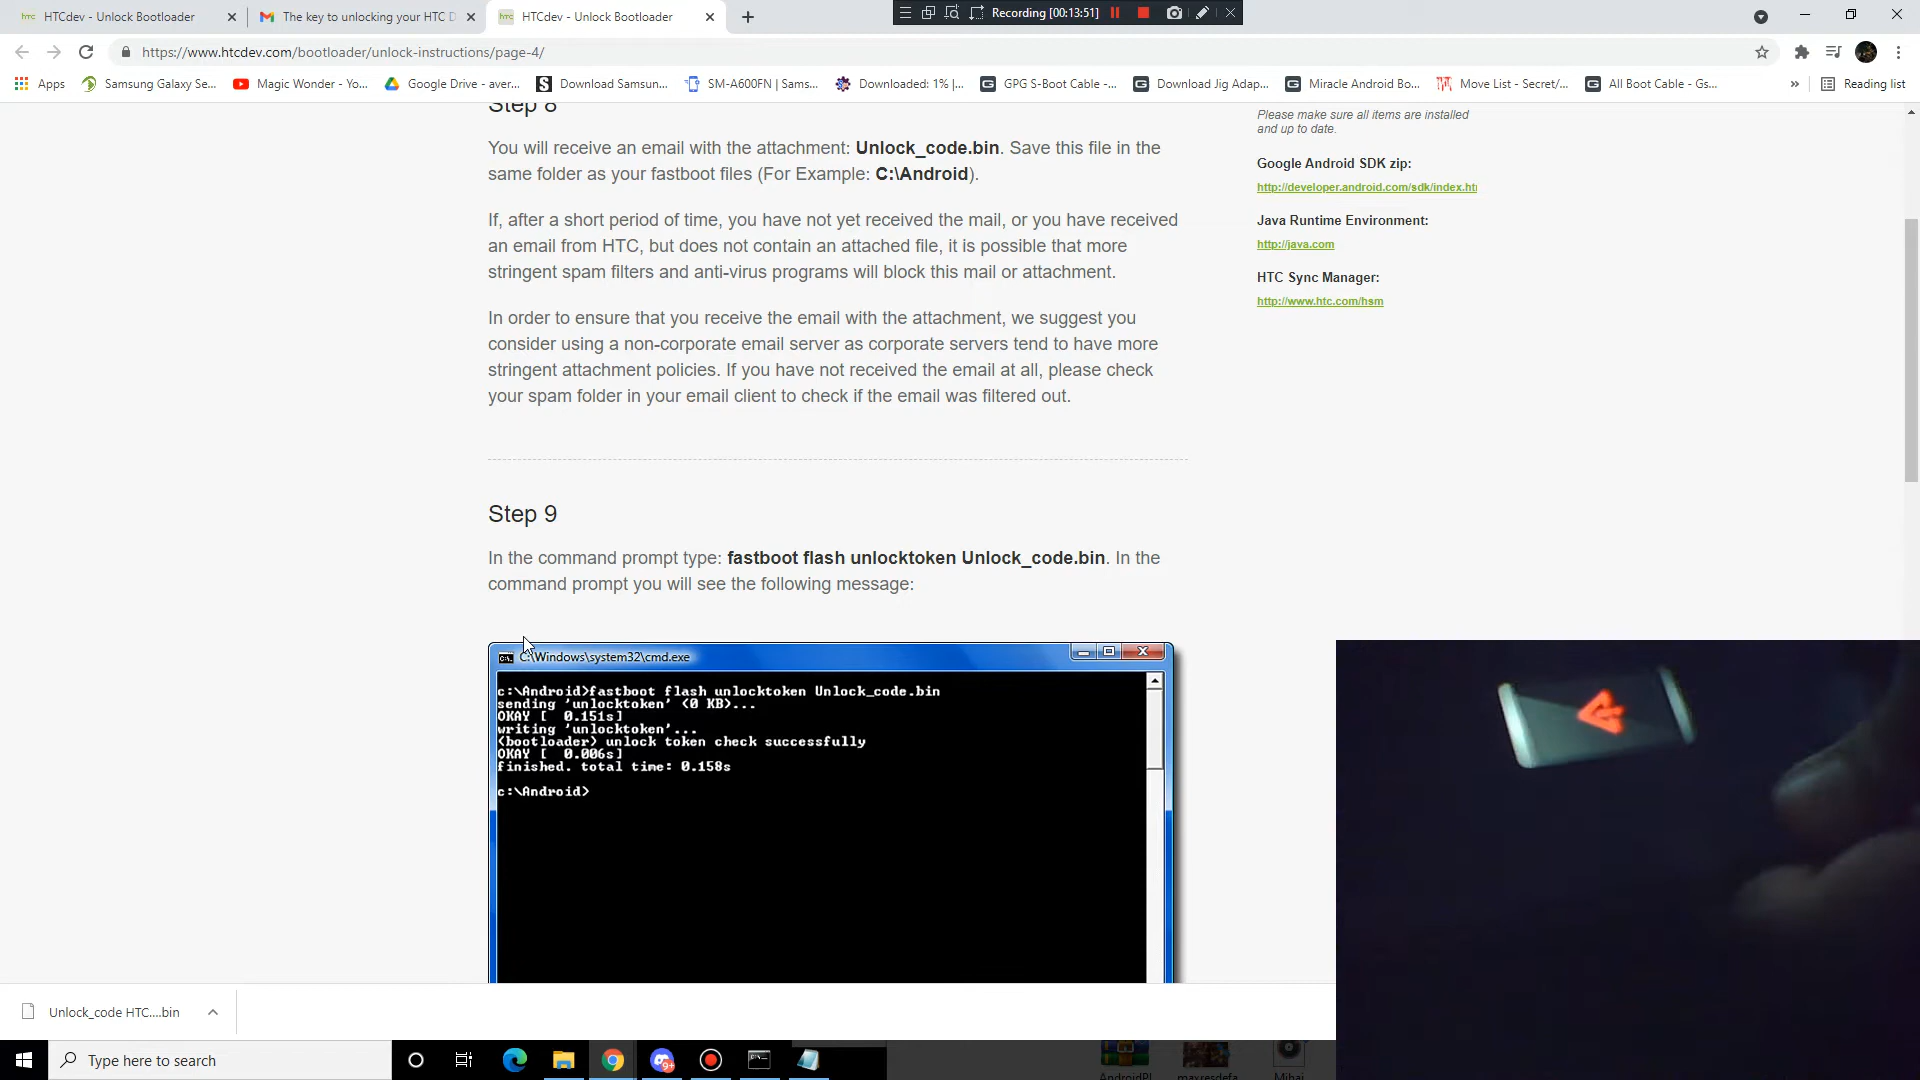 HTCdev - Unlock Bootloader
The key to unlocking your HTC D
HTCdev - Unlock Bootloader
Recording [00:13:51]
https://www.htcdev.com/bootloader/unlock-instructions/page-4/
Apps
Samsung Galaxy Se...
Magic Wonder - Yo...
Google Drive - aver...
Download Samsun...
SM-A600FN | Sams...
Downloaded: 1% |...
GPG S-Boot Cable -...
Download Jig Adap...
Miracle Android Bo...
Move List - Secret/...
All Boot Cable - Gs...
»
Reading list
Step 8
You will receive an email with the attachment: Unlock_code.bin. Save this file in the
same folder as your fastboot files (For Example: C:\Android).
If, after a short period of time, you have not yet received the mail, or you have received
an email from HTC, but does not contain an attached file, it is possible that more
stringent spam filters and anti-virus programs will block this mail or attachment.
In order to ensure that you receive the email with the attachment, we suggest you
consider using a non-corporate email server as corporate servers tend to have more
stringent attachment policies. If you have not received the email at all, please check
your spam folder in your email client to check if the email was filtered out.
Please make sure all items are installed
and up to date.
Google Android SDK zip:
http://developer.android.com/sdk/index.ht
Java Runtime Environment:
http://java.com
HTC Sync Manager:
http://www.htc.com/hsm
Step 9
In the command prompt type: fastboot flash unlocktoken Unlock_code.bin. In the
command prompt you will see the following message:
C:\Windows\system32\cmd.exe
c:\Android>fastboot flash unlocktoken Unlock_code.bin
sending 'unlocktoken' (0 KB)...
OKAY [  0.151s]
writing 'unlocktoken'...
(bootloader) unlock token check successfully
OKAY [  0.006s]
finished. total time: 0.158s
c:\Android>
Unlock_code HTC....bin
Type here to search
9+
AndroidPI
maxresdefa
Mihai